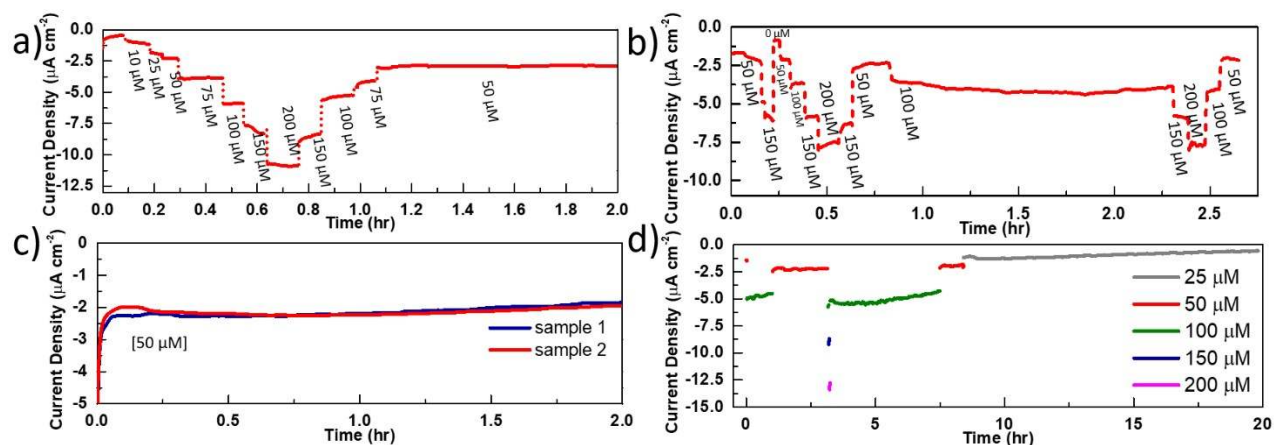 a)
Current Density (µA cm⁻²)
0.0
-2.5
-5.0
-7.5
-10.0
-12.5
10 µM
25 µM
50 µM
75 µM
100 µM
150 µM
200 µM
150 µM
100 µM
75 µM
50 µM
0.0 0.2 0.4 0.6 0.8 1.0 1.2 1.4 1.6 1.8 2.0
Time (hr)
b)
Current Density (µA cm⁻²)
0.0
-2.5
-5.0
-7.5
-10.0
50 µM
150 µM
200 µM
0 µM
50 µM
100 µM
150 µM
200 µM
150 µM
50 µM
100 µM
150 µM
200 µM
100 µM
50 µM
0.0 0.5 1.0 1.5 2.0 2.5
Time (hr)
c)
Current Density (µA cm⁻²)
0
-1
-2
-3
-4
-5
[50 µM]
sample 1
sample 2
0.0 0.5 1.0 1.5 2.0
Time (hr)
d)
Current Density (µA cm⁻²)
0.0
-2.5
-5.0
-7.5
-10.0
-12.5
-15.0
25 µM
50 µM
100 µM
150 µM
200 µM
0 5 10 15 20
Time (hr)